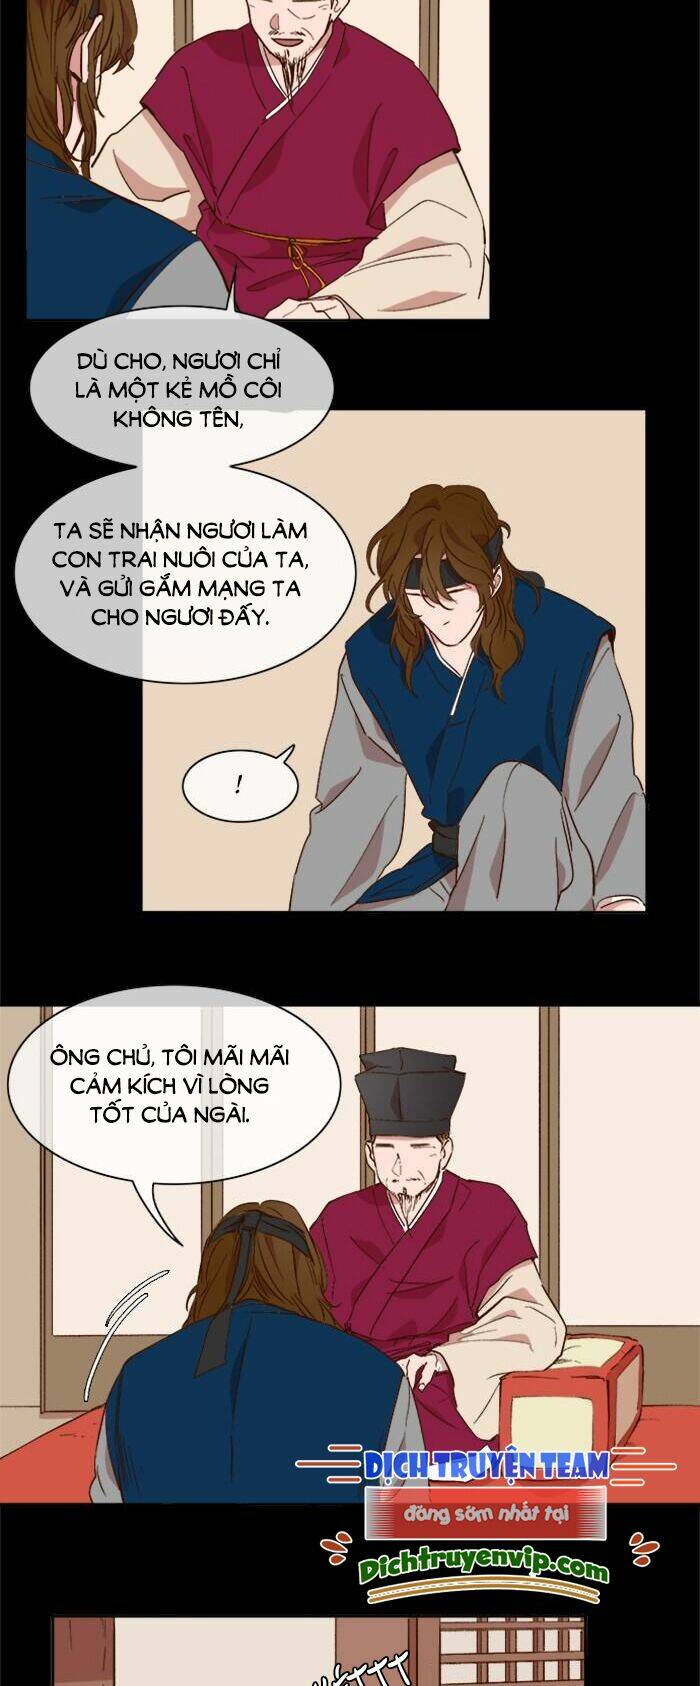 DÙ CHO, NGƯƠI CHỈ
LÀ MỘT KẺ MỒ CÔI
KHÔNG TÊN,
TA SẼ NHẬN NGƯƠI LÀM
CON TRAI NUÔI CỦA TA,
VÀ GỬI GẮM MẠNG TA
CHO NGƯƠI ĐẤY.
!
ÔNG CHỦ, TÔI MÃI MÃI
CẢM KÍCH VÌ LÒNG
TỐT CỦA NGÀI.
DỊCH TRUYỆN TEAM
đăng sớm nhất tại
Dichtruyenvip.com